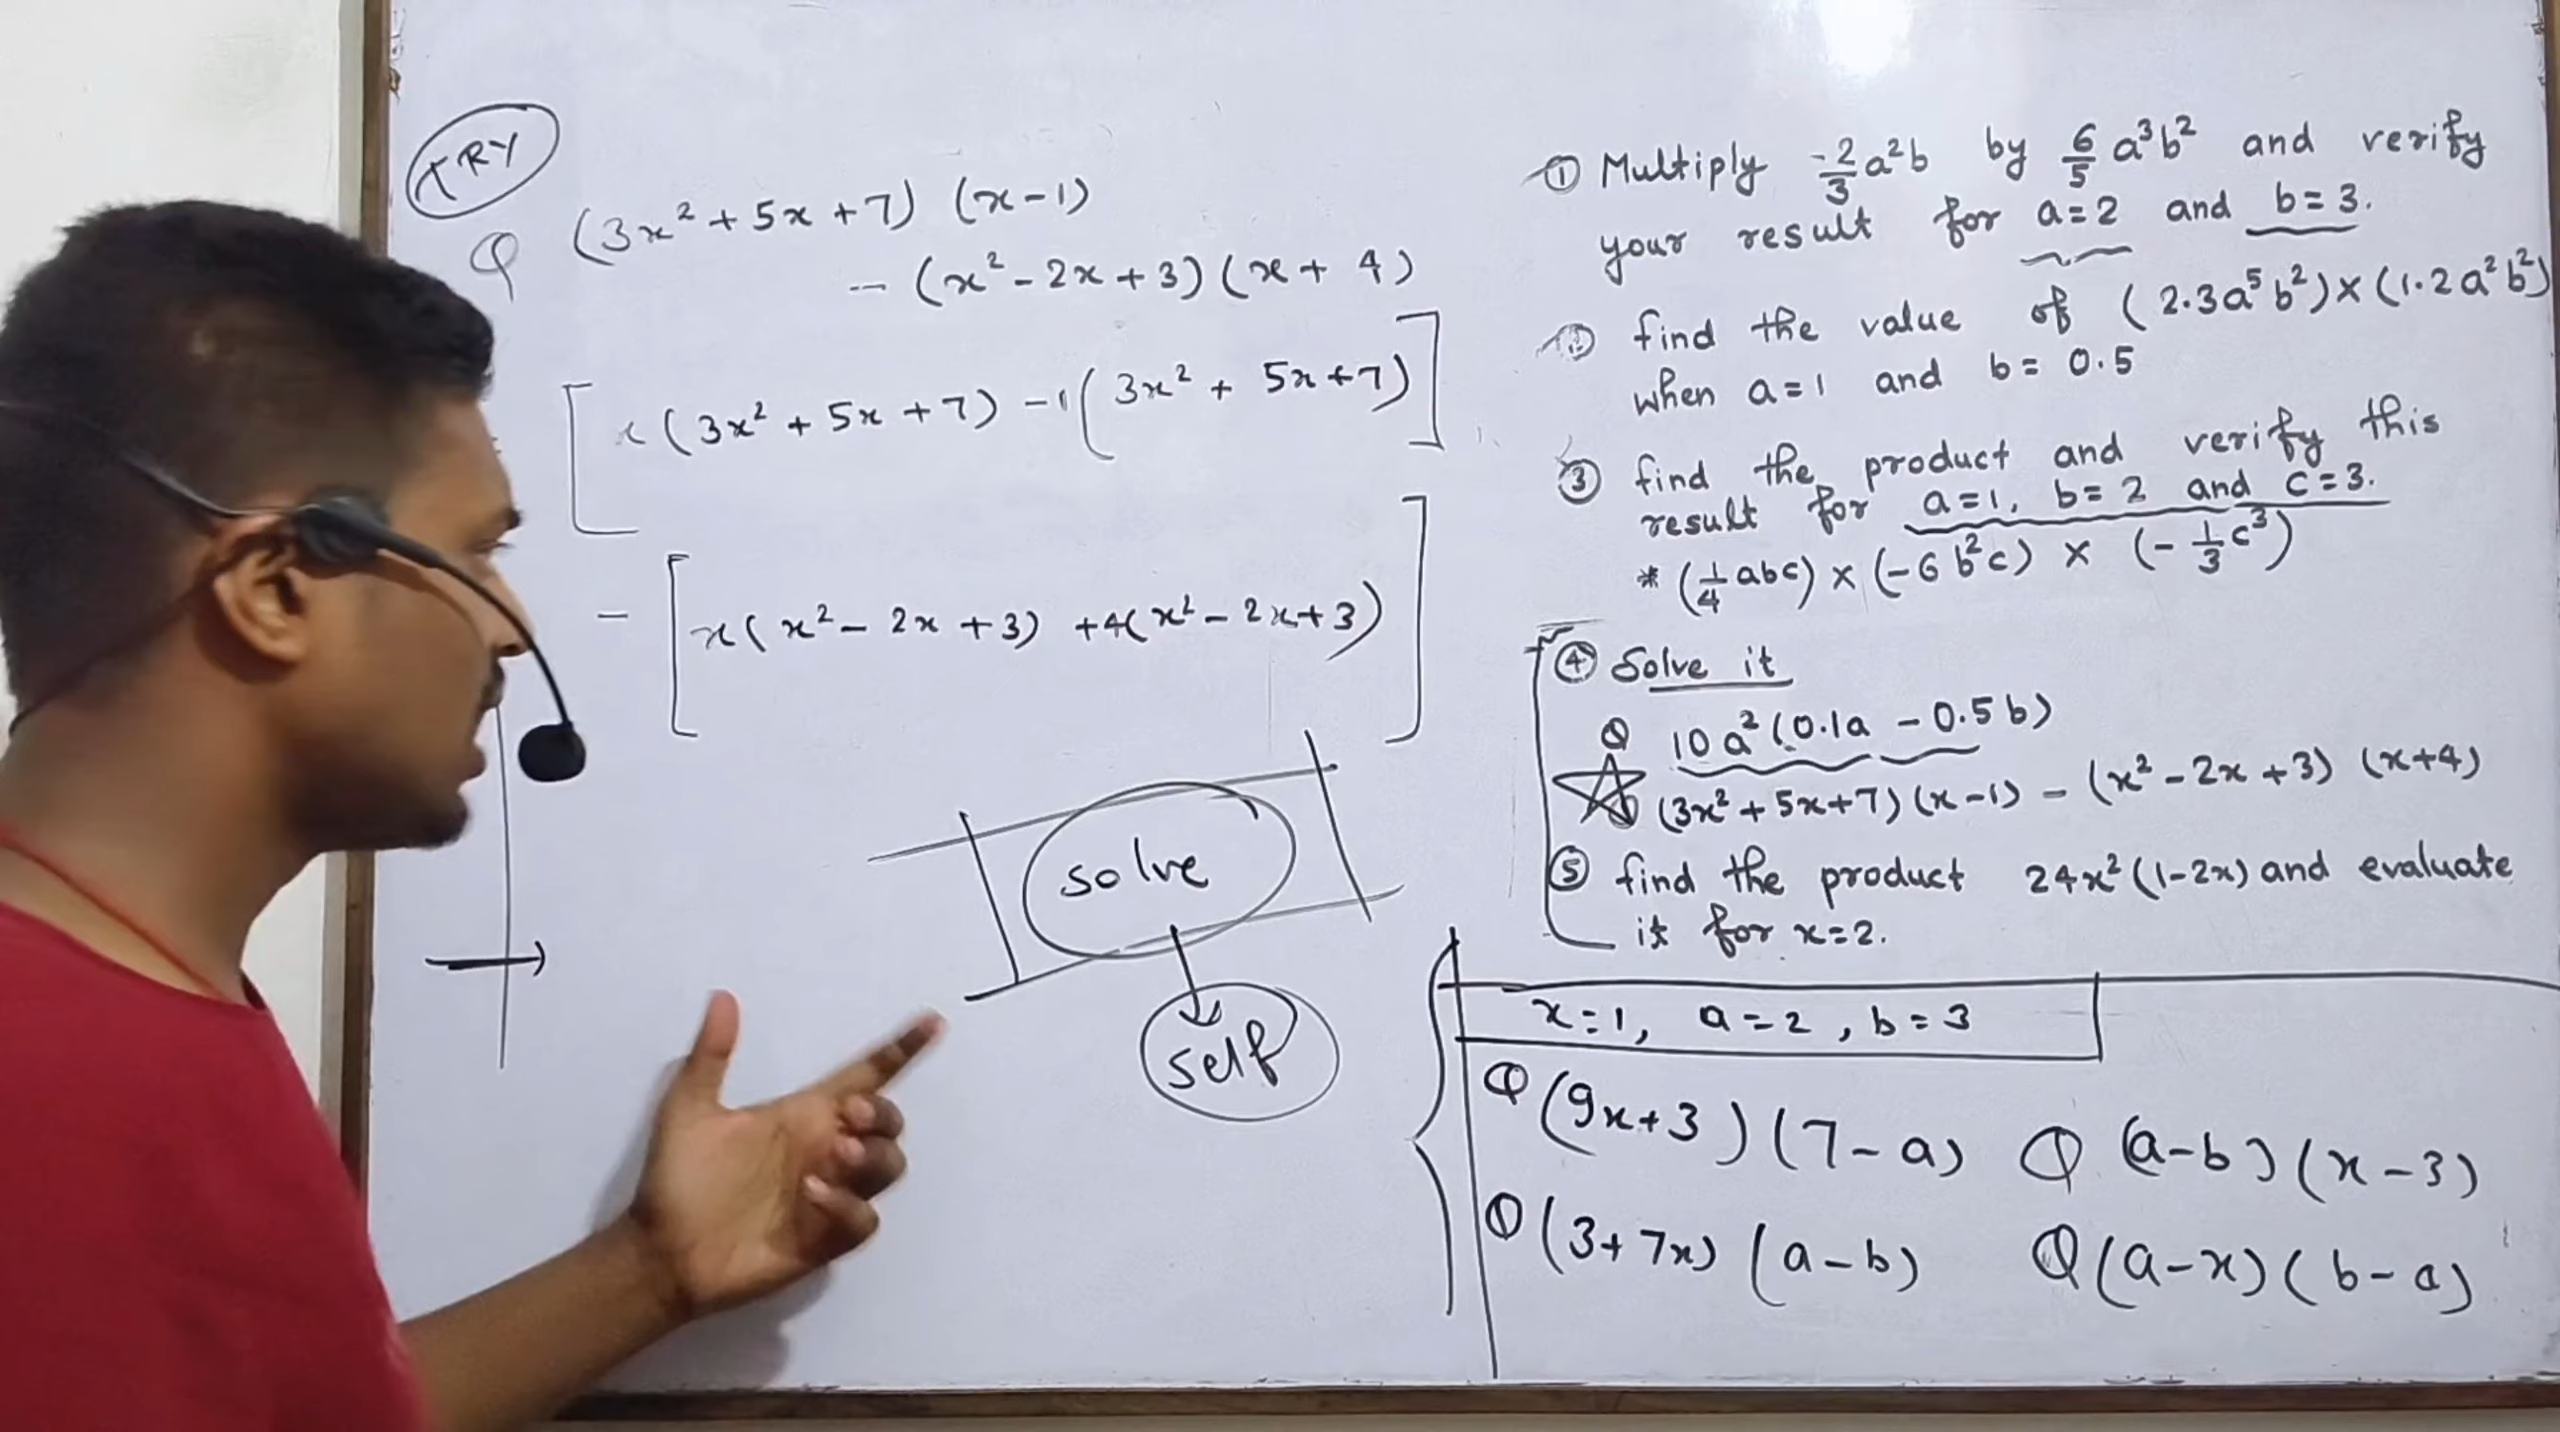 TRY
Q (3x² + 5x + 7) (x - 1)
- (x² - 2x + 3) (x + 4)
[x(3x² + 5x + 7) - 1(3x² + 5x + 7)]
- [x(x² - 2x + 3) + 4(x² - 2x + 3)]
solve
self
① Multiply -2/3 a²b by 6/5 a³b² and verify
your result for a=2 and b=3.
② find the value of (2.3a⁵b²)×(1.2a²b²)
when a=1 and b=0.5
③ find the product and verify this
result for a=1, b=2 and c=3.
* (1/4 abc) × (-6b²c) × (-1/3 c³)
④ Solve it
Q 10a²(0.1a - 0.5b)
Q (3x² + 5x + 7) (x - 1) - (x² - 2x + 3) (x+4)
⑤ find the product 24x²(1-2x) and evaluate
it for x=2.
x=1, a=2, b=3
Q (9x+3) (7-a) Q (a-b) (x-3)
Q (3+7x) (a-b) Q (a-x) (b-a)